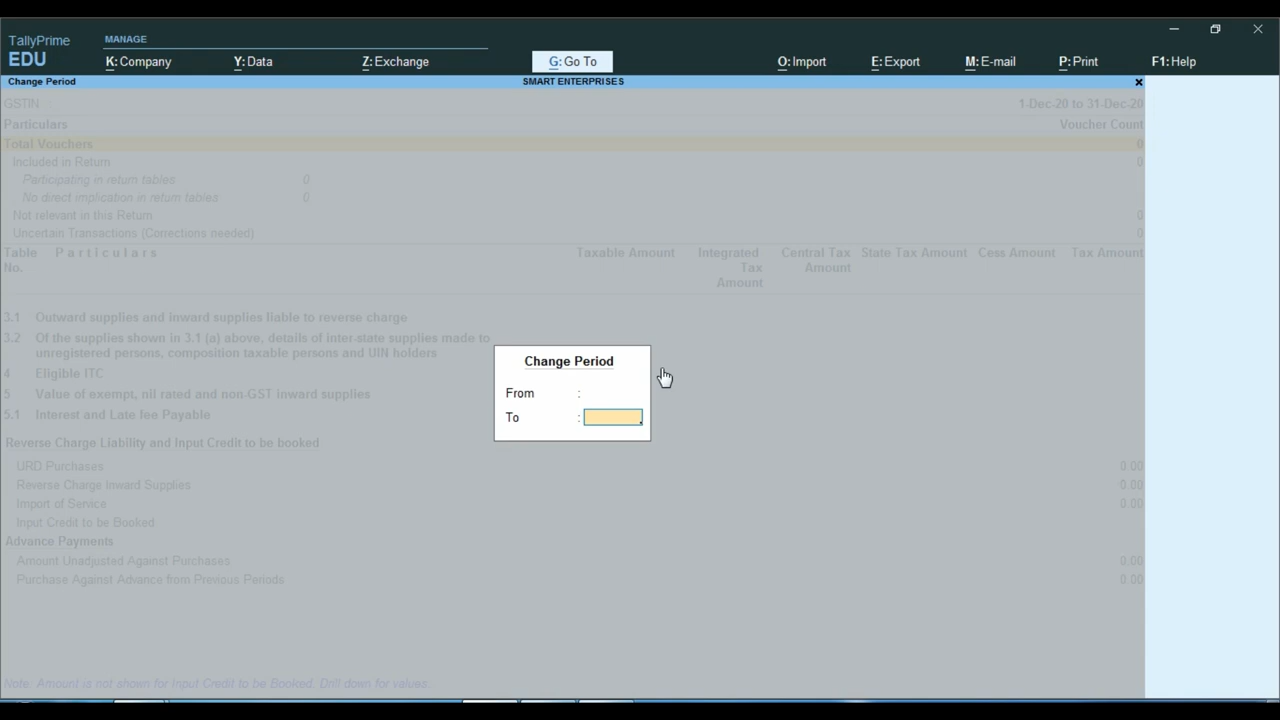 TallyPrime
EDU
MANAGE
K: Company
Y: Data
Z: Exchange
G: Go To
O: Import
E: Export
M: E-mail
P: Print
F1: Help
Change Period
SMART ENTERPRISES
GSTIN
1-Dec-20 to 31-Dec-20
Particulars
Voucher Count
Total Vouchers 0
Included in Return 0
Participating in return tables 0
No direct implication in return tables 0
Not relevant in this Return 0
Uncertain Transactions (Corrections needed) 0
Table No.
Particulars
Taxable Amount
Integrated Tax Amount
Central Tax Amount
State Tax Amount
Cess Amount
Tax Amount
3.1 Outward supplies and inward supplies liable to reverse charge
3.2 Of the supplies shown in 3.1 (a) above, details of inter-state supplies made to
unregistered persons, composition taxable persons and UIN holders
4 Eligible ITC
5 Value of exempt, nil rated and non-GST inward supplies
5.1 Interest and Late fee Payable
Change Period
From :
To :
Reverse Charge Liability and Input Credit to be booked
URD Purchases 0.00
Reverse Charge Inward Supplies 0.00
Import of Service 0.00
Input Credit to be Booked
Advance Payments
Amount Unadjusted Against Purchases 0.00
Purchase Against Advance from Previous Periods 0.00
Note: Amount is not shown for Input Credit to be Booked. Drill down for values.